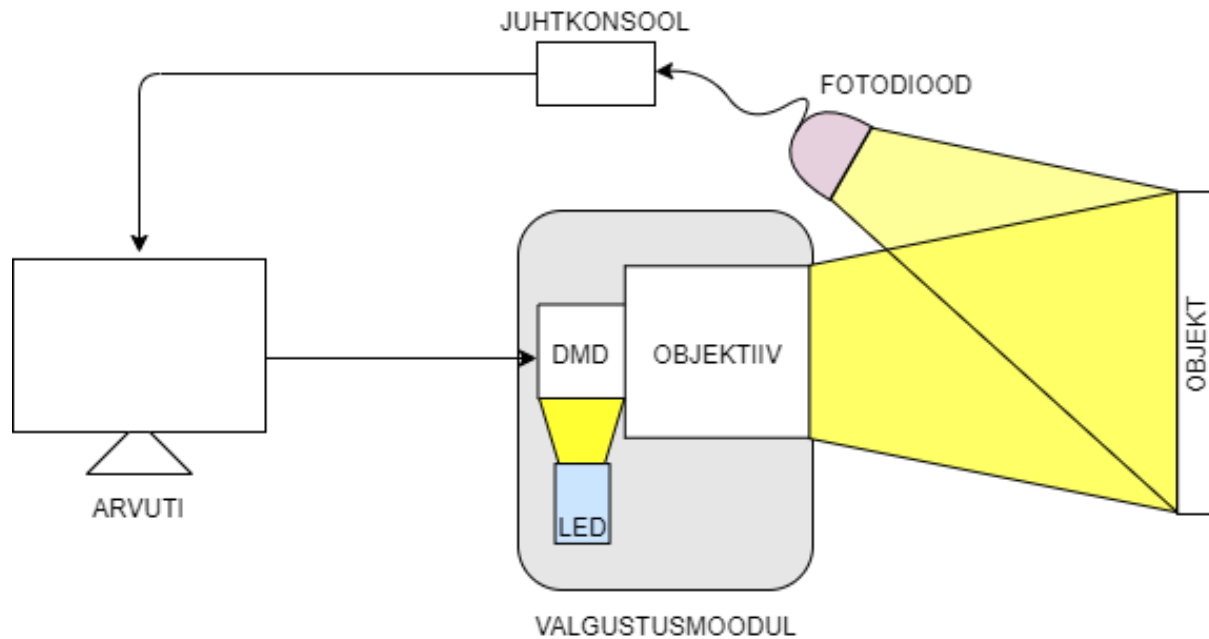 JUHTKONSOOL
FOTODIOOD
DMD
OBJEKTIIV
OBJEKT
LED
ARVUTI
VALGUSTUSMOODUL